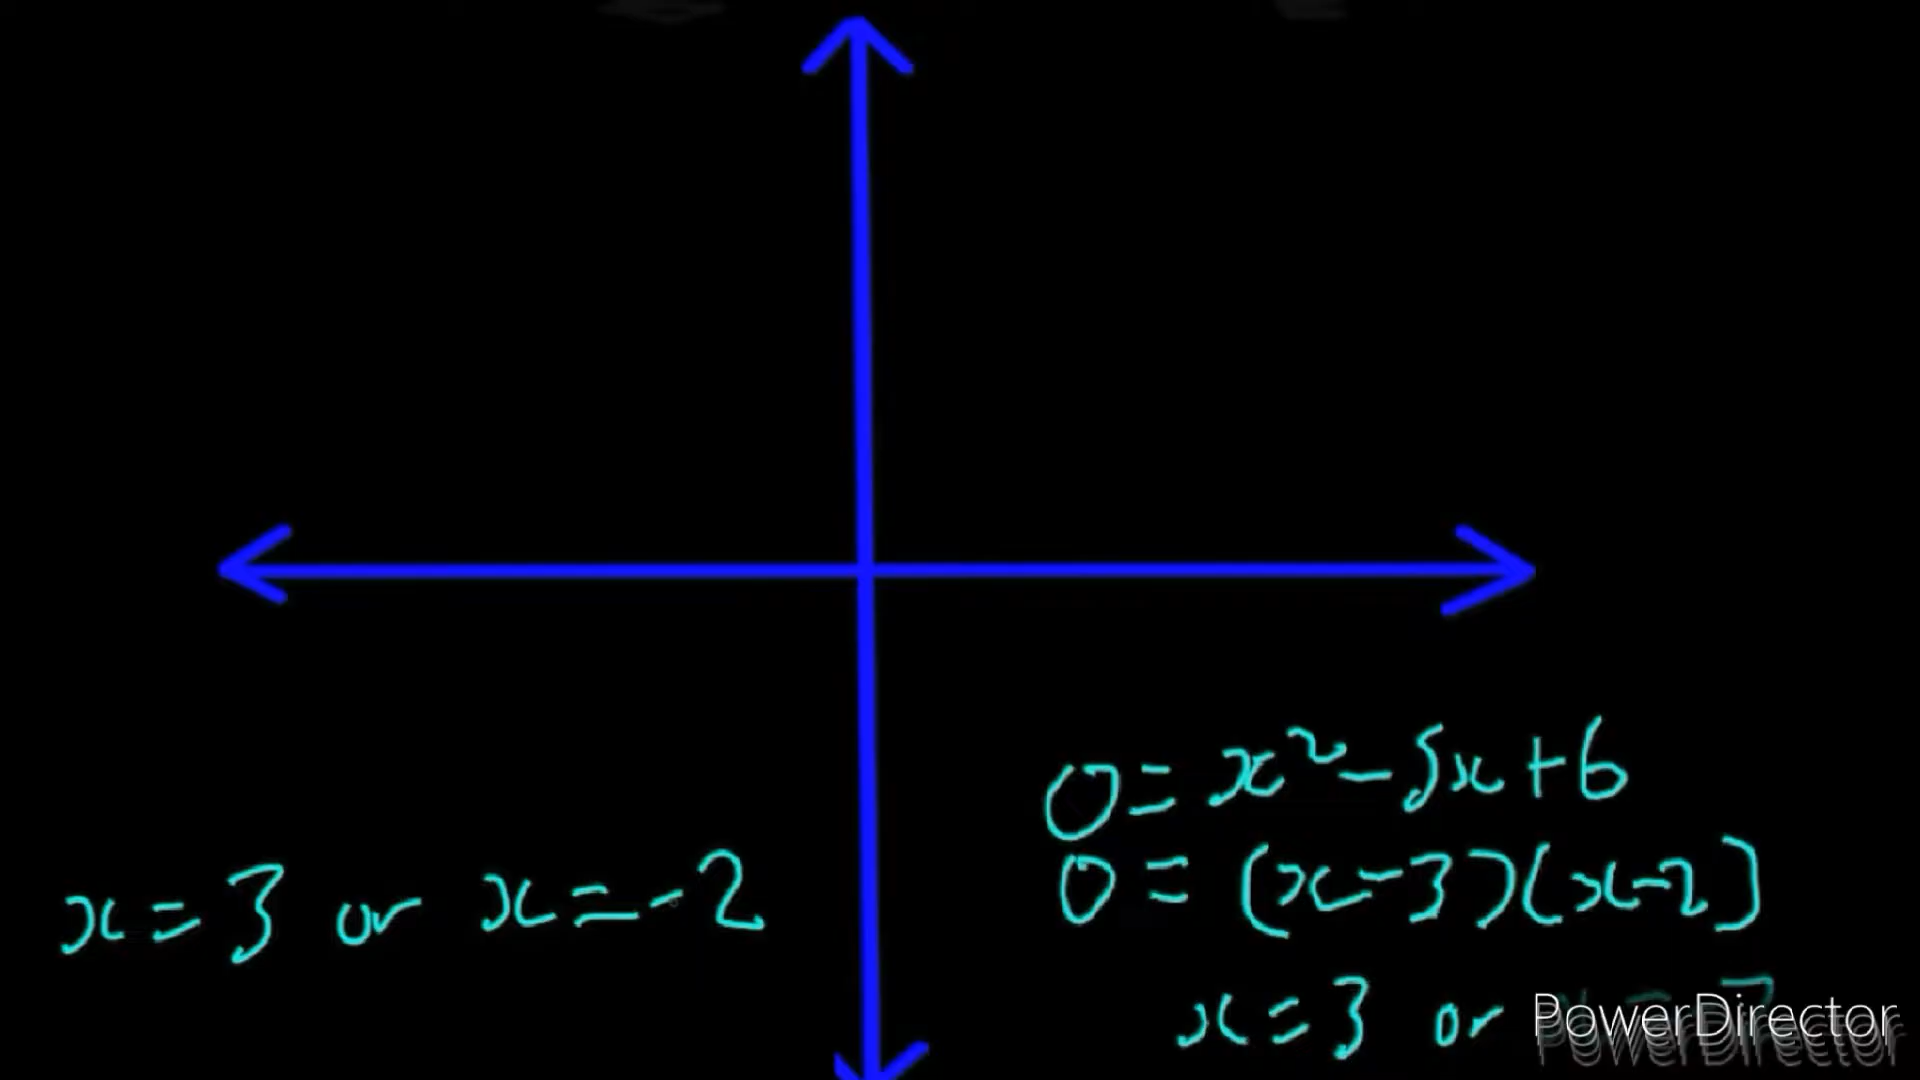 0 = x² - 5x + 6
0 = (x - 3)(x - 2)
x = 3 or x = -2
x = 3 or
PowerDirector